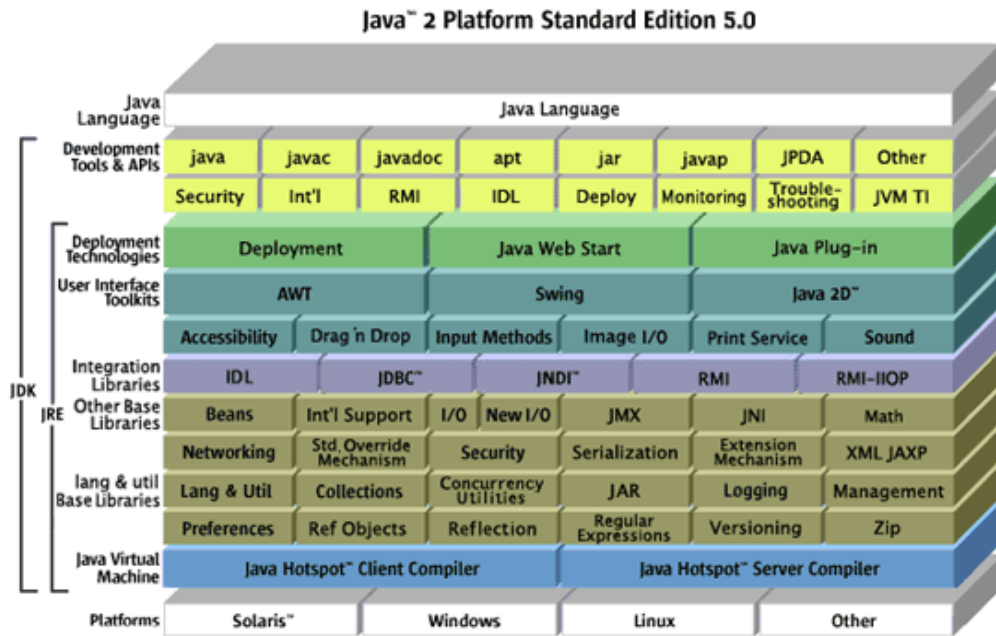 Java™ 2 Platform Standard Edition 5.0
Java
Language
Java Language
Development
Tools & APIs
java javac javadoc apt jar javap JPDA Other
Security Int'l RMI IDL Deploy Monitoring Trouble-
shooting JVM TI
Deployment
Technologies
Deployment Java Web Start Java Plug-in
User Interface
Toolkits
AWT Swing Java 2D™
Accessibility Drag 'n Drop Input Methods Image I/O Print Service Sound
Integration
Libraries
IDL JDBC™ JNDI™ RMI RMI-IIOP
JDK
JRE
Other Base
Libraries
Beans Int'l Support I/O New I/O JMX JNI Math
Networking Std. Override
Mechanism Security Serialization Extension
Mechanism XML JAXP
lang & util
Base Libraries
Lang & Util Collections Concurrency
Utilities JAR Logging Management
Preferences Ref Objects Reflection Regular
Expressions Versioning Zip
Java Virtual
Machine
Java Hotspot™ Client Compiler Java Hotspot™ Server Compiler
Platforms
Solaris™ Windows Linux Other